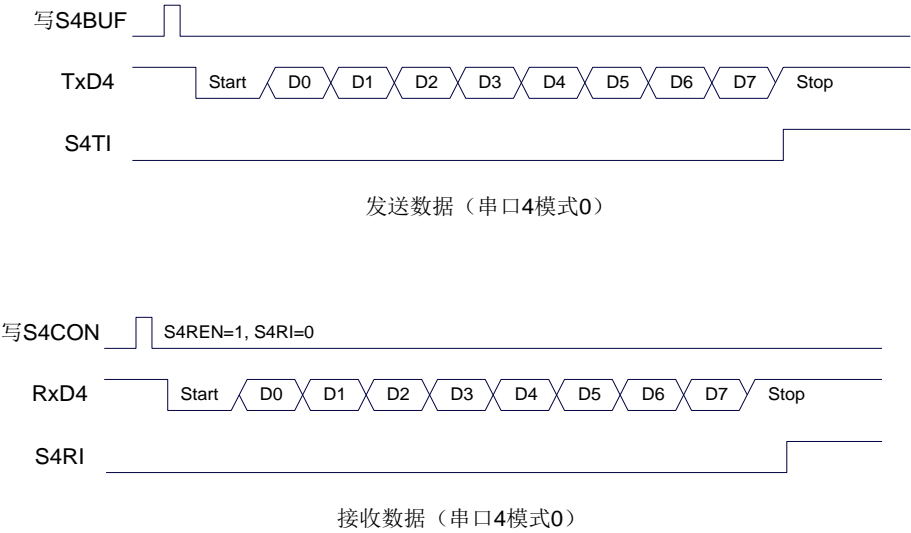 写S4BUF
TxD4 Start D0 D1 D2 D3 D4 D5 D6 D7 Stop
S4TI
发送数据（串口4模式0）
写S4CON S4REN=1, S4RI=0
RxD4 Start D0 D1 D2 D3 D4 D5 D6 D7 Stop
S4RI
接收数据（串口4模式0）